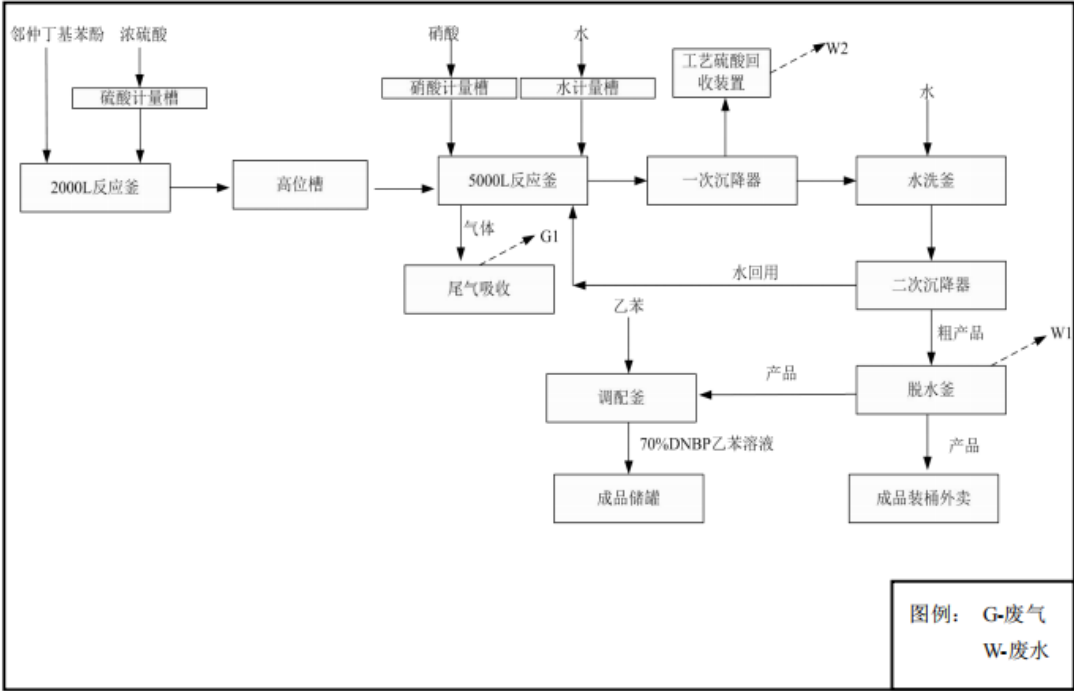 邻仲丁基苯酚
浓硫酸
硝酸
水
工艺硫酸回
收装置
W2
硫酸计量槽
硝酸计量槽
水计量槽
水
2000L反应釜
高位槽
5000L反应釜
一次沉降器
水洗釜
气体
G1
尾气吸收
水回用
二次沉降器
乙苯
粗产品
W1
调配釜
产品
脱水釜
70%DNBP乙苯溶液
产品
成品储罐
成品装桶外卖
图例： G-废气
W-废水